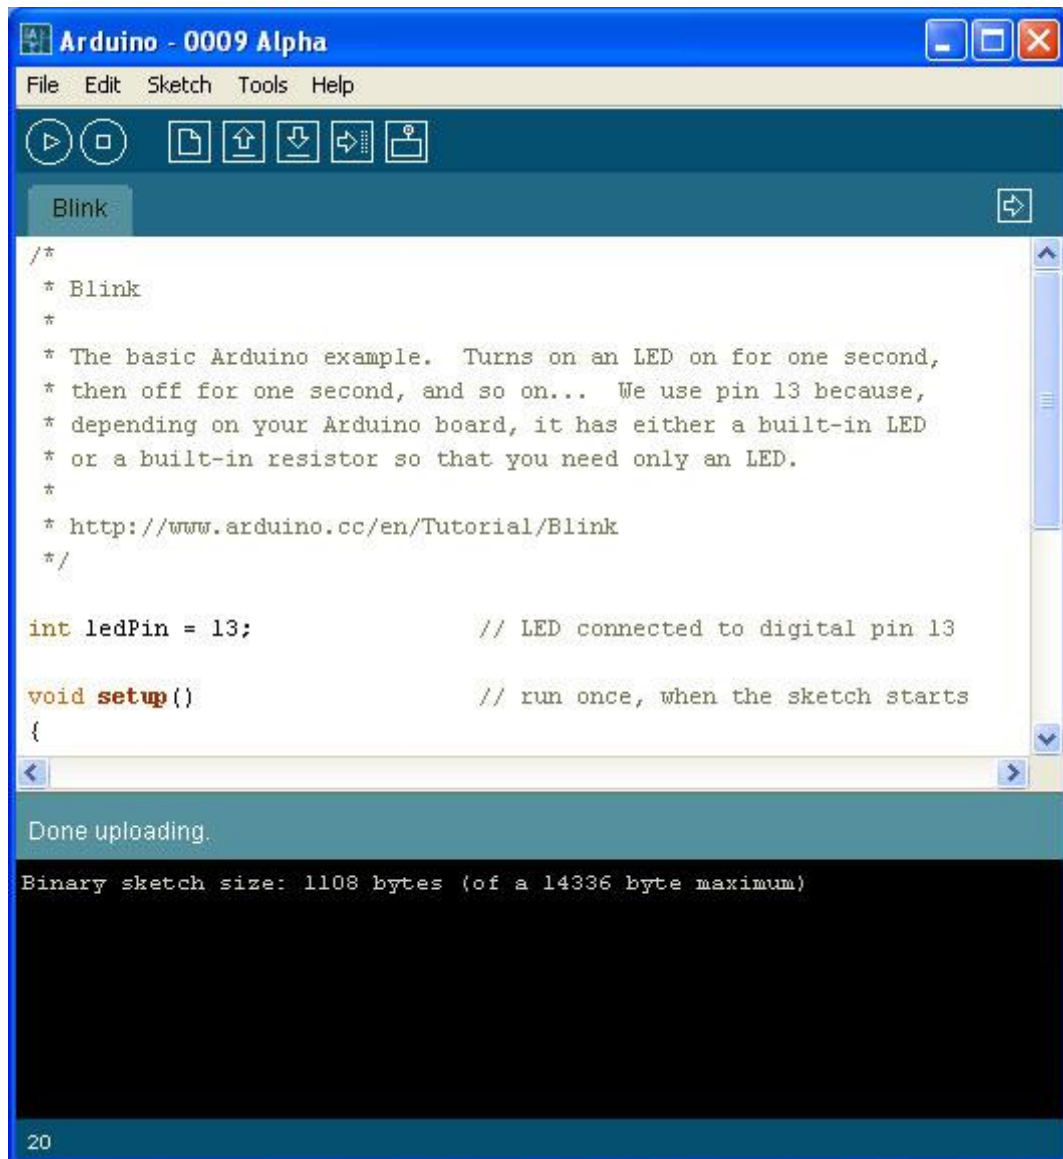 Arduino - 0009 Alpha
File Edit Sketch Tools Help
Blink
/*
 * Blink
 *
 * The basic Arduino example.  Turns on an LED on for one second,
 * then off for one second, and so on...  We use pin 13 because,
 * depending on your Arduino board, it has either a built-in LED
 * or a built-in resistor so that you need only an LED.
 *
 * http://www.arduino.cc/en/Tutorial/Blink
 */
int ledPin = 13;                // LED connected to digital pin 13
void setup()                    // run once, when the sketch starts
{
Done uploading.
Binary sketch size: 1108 bytes (of a 14336 byte maximum)
20